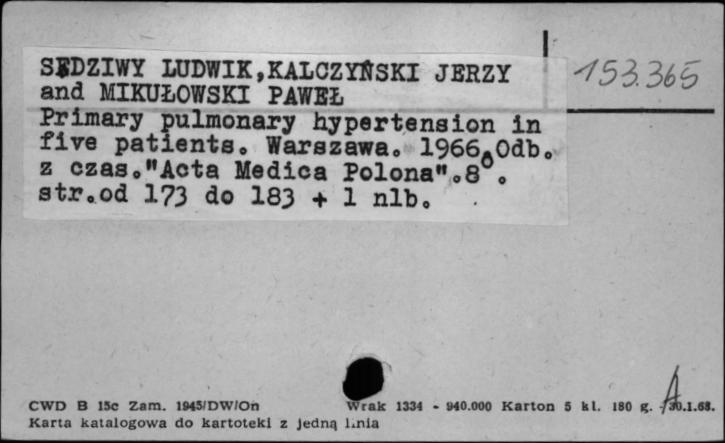 SĘDZIWY LUDWIK,KALCZYŃSKI JERZY
153.365
and MIKUŁOWSKI PAWEŁ
Primary pulmonary hypertension in
five patients. Warszawa. 1966.Odb.
z czas."Acta Medica Polona".8°.
str.od 173 do 183 + 1 nlb.
CWD B 15c Zam. 1945/DW/On Wrak 1334 - 940.000 Karton 5 kl. 180 g. 30.1.68.
Karta katalogowa do kartoteki z jedną linia